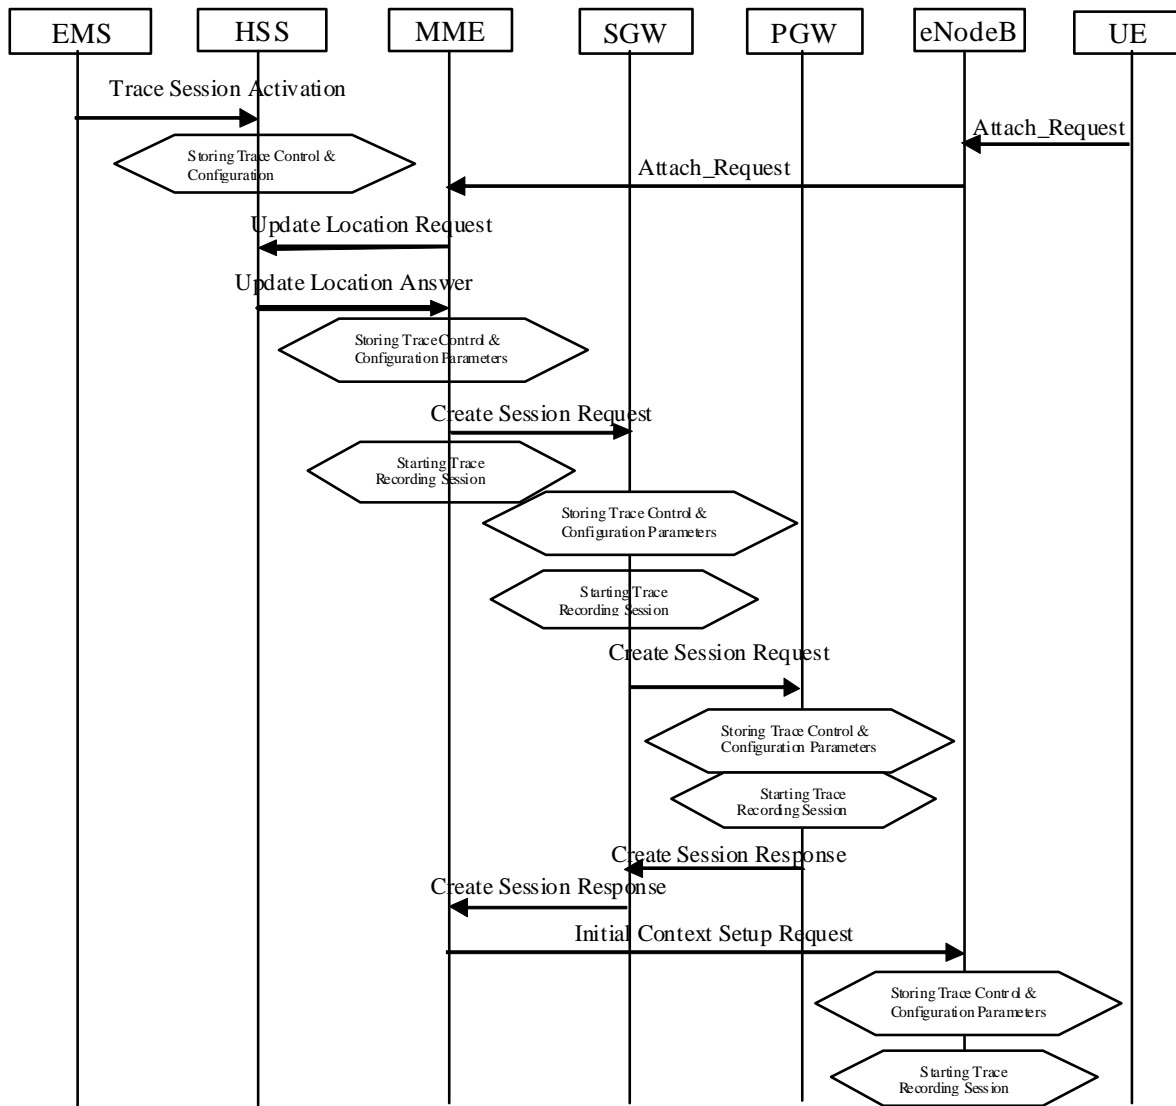 EMS
HSS
MME
SGW
PGW
eNodeB
UE
Trace Session Activation
Attach_Request
Storing Trace Control &
Configuration
Attach_Request
Update Location Request
Update Location Answer
Storing Trace Control &
Configuration Parameters
Create Session Request
Starting Trace
Recording Session
Storing Trace Control &
Configuration Parameters
Starting Trace
Recording Session
Create Session Request
Storing Trace Control &
Configuration Parameters
Starting Trace
Recording Session
Create Session Response
Create Session Response
Initial Context Setup Request
Storing Trace Control &
Configuration Parameters
Starting Trace
Recording Session